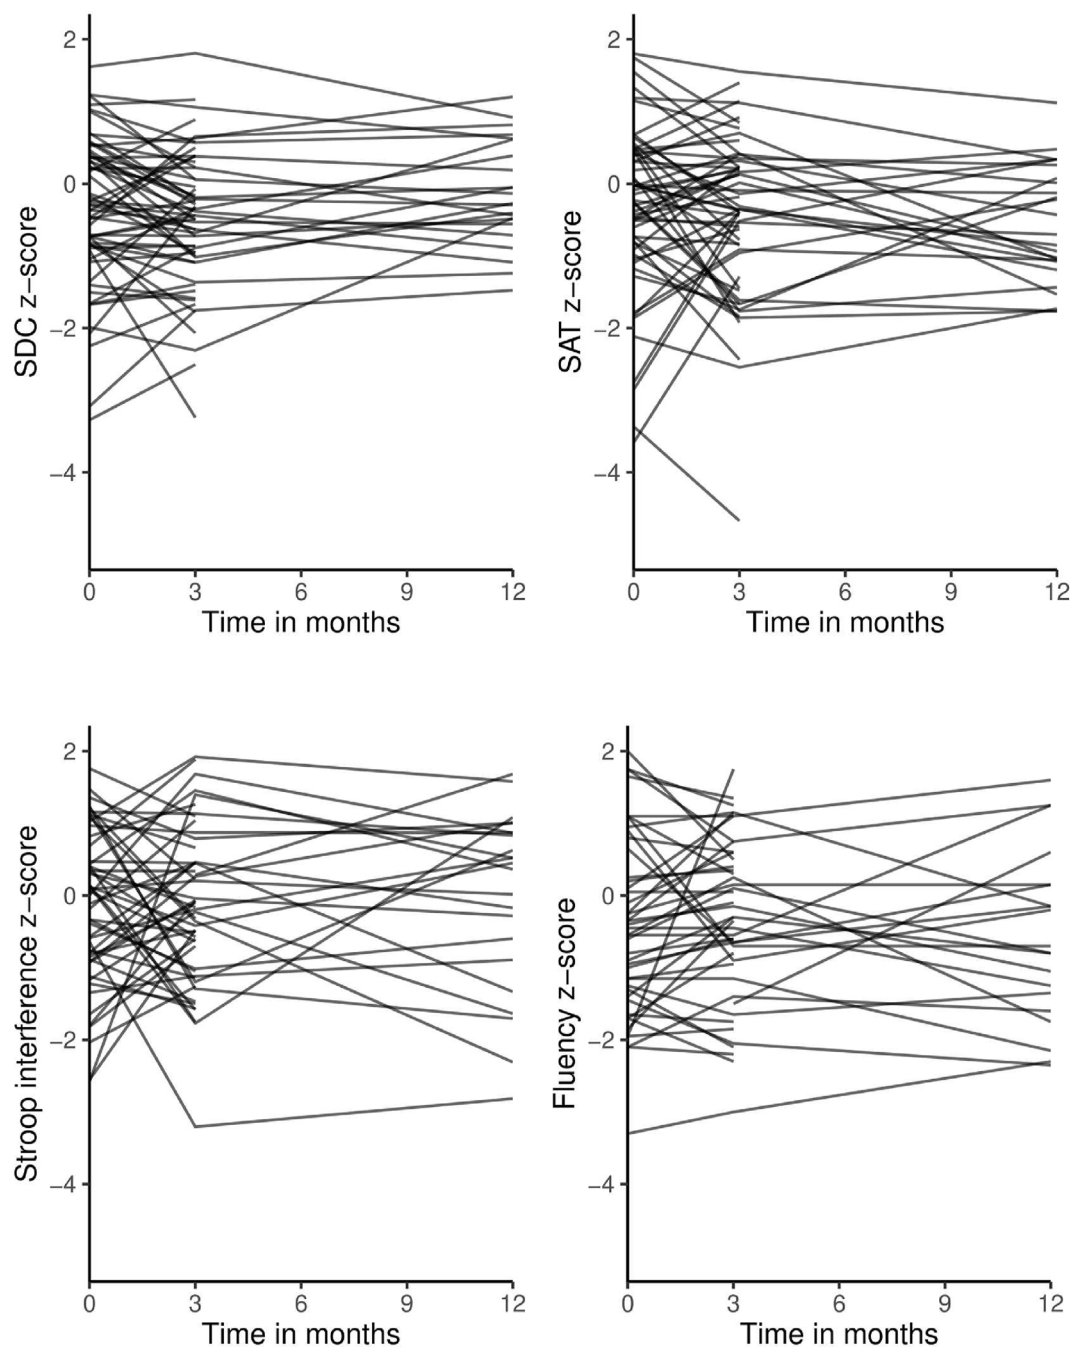 2
0
−2
−4
SDC z−score
0 3 6 9 12
Time in months
2
0
−2
−4
SAT z−score
0 3 6 9 12
Time in months
2
0
−2
−4
Stroop interference z−score
0 3 6 9 12
Time in months
2
0
−2
−4
Fluency z−score
0 3 6 9 12
Time in months